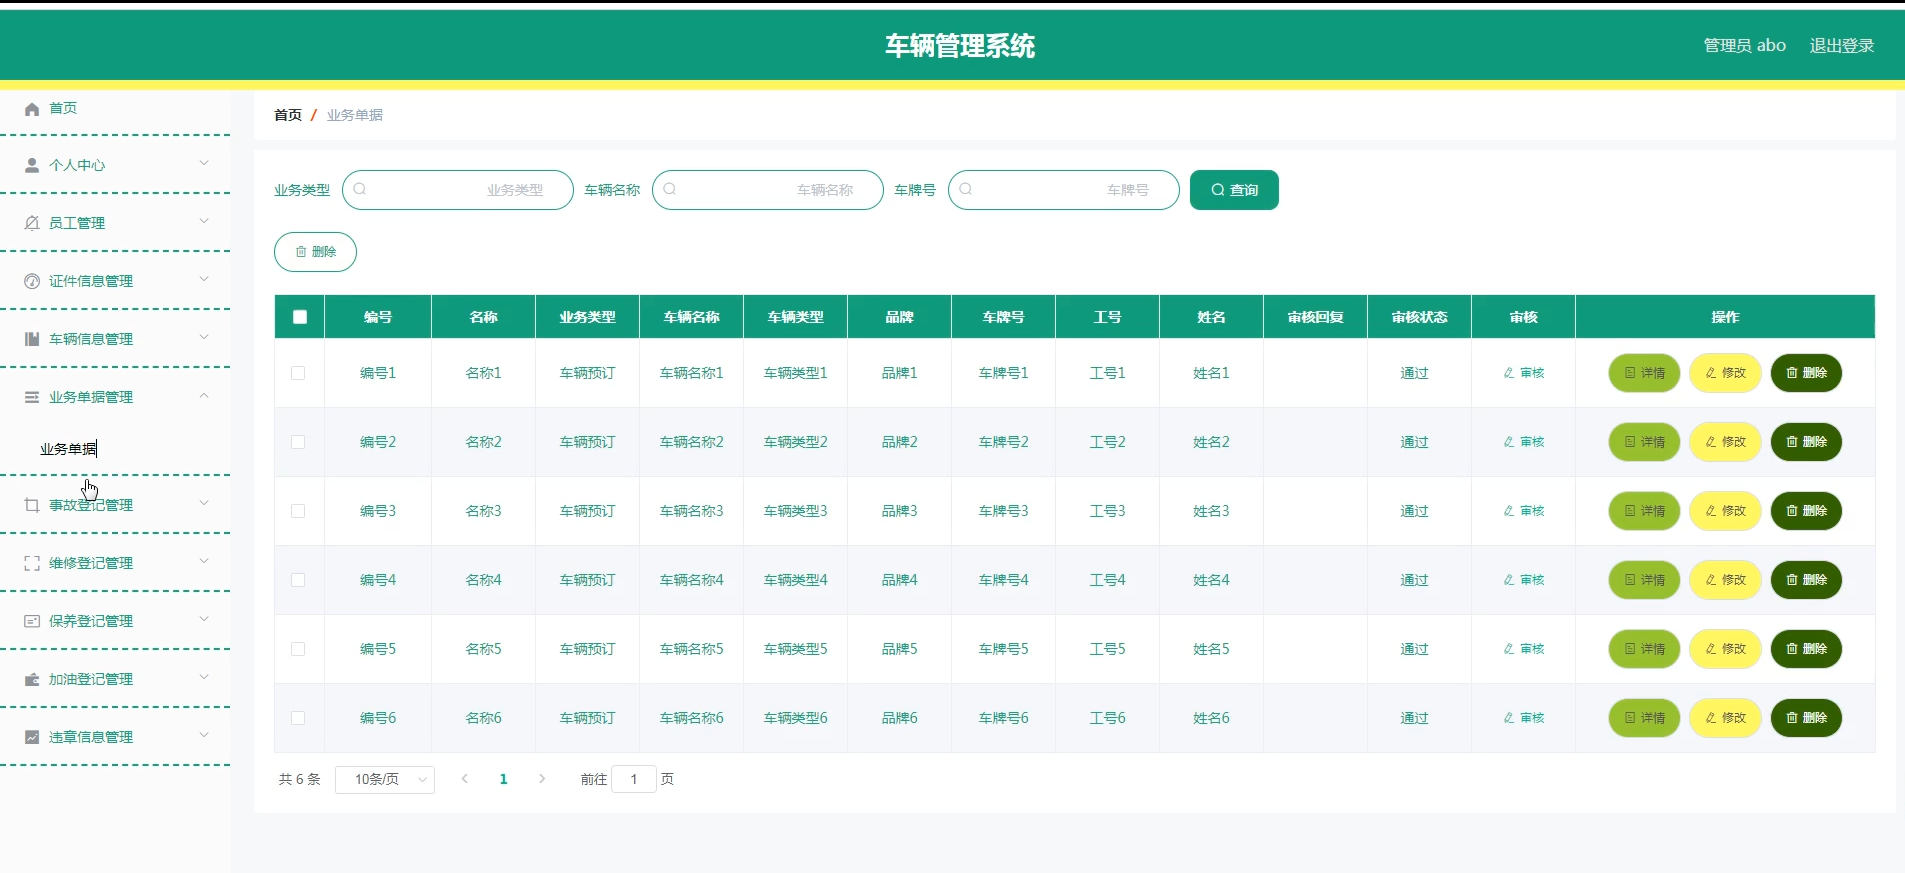 车辆管理系统
管理员 abo 退出登录
首页
个人中心
员工管理
证件信息管理
车辆信息管理
业务单据管理
业务单据
事故登记管理
维修登记管理
保养登记管理
加油登记管理
违章信息管理
首页 / 业务单据
业务类型 业务类型 车辆名称 车辆名称 车牌号 车牌号 查询
删除
编号 名称 业务类型 车辆名称 车辆类型 品牌 车牌号 工号 姓名 审核回复 审核状态 审核 操作
编号1 名称1 车辆预订 车辆名称1 车辆类型1 品牌1 车牌号1 工号1 姓名1 通过 审核 详情 修改 删除
编号2 名称2 车辆预订 车辆名称2 车辆类型2 品牌2 车牌号2 工号2 姓名2 通过 审核 详情 修改 删除
编号3 名称3 车辆预订 车辆名称3 车辆类型3 品牌3 车牌号3 工号3 姓名3 通过 审核 详情 修改 删除
编号4 名称4 车辆预订 车辆名称4 车辆类型4 品牌4 车牌号4 工号4 姓名4 通过 审核 详情 修改 删除
编号5 名称5 车辆预订 车辆名称5 车辆类型5 品牌5 车牌号5 工号5 姓名5 通过 审核 详情 修改 删除
编号6 名称6 车辆预订 车辆名称6 车辆类型6 品牌6 车牌号6 工号6 姓名6 通过 审核 详情 修改 删除
共 6 条 10条/页 1 前往 1 页